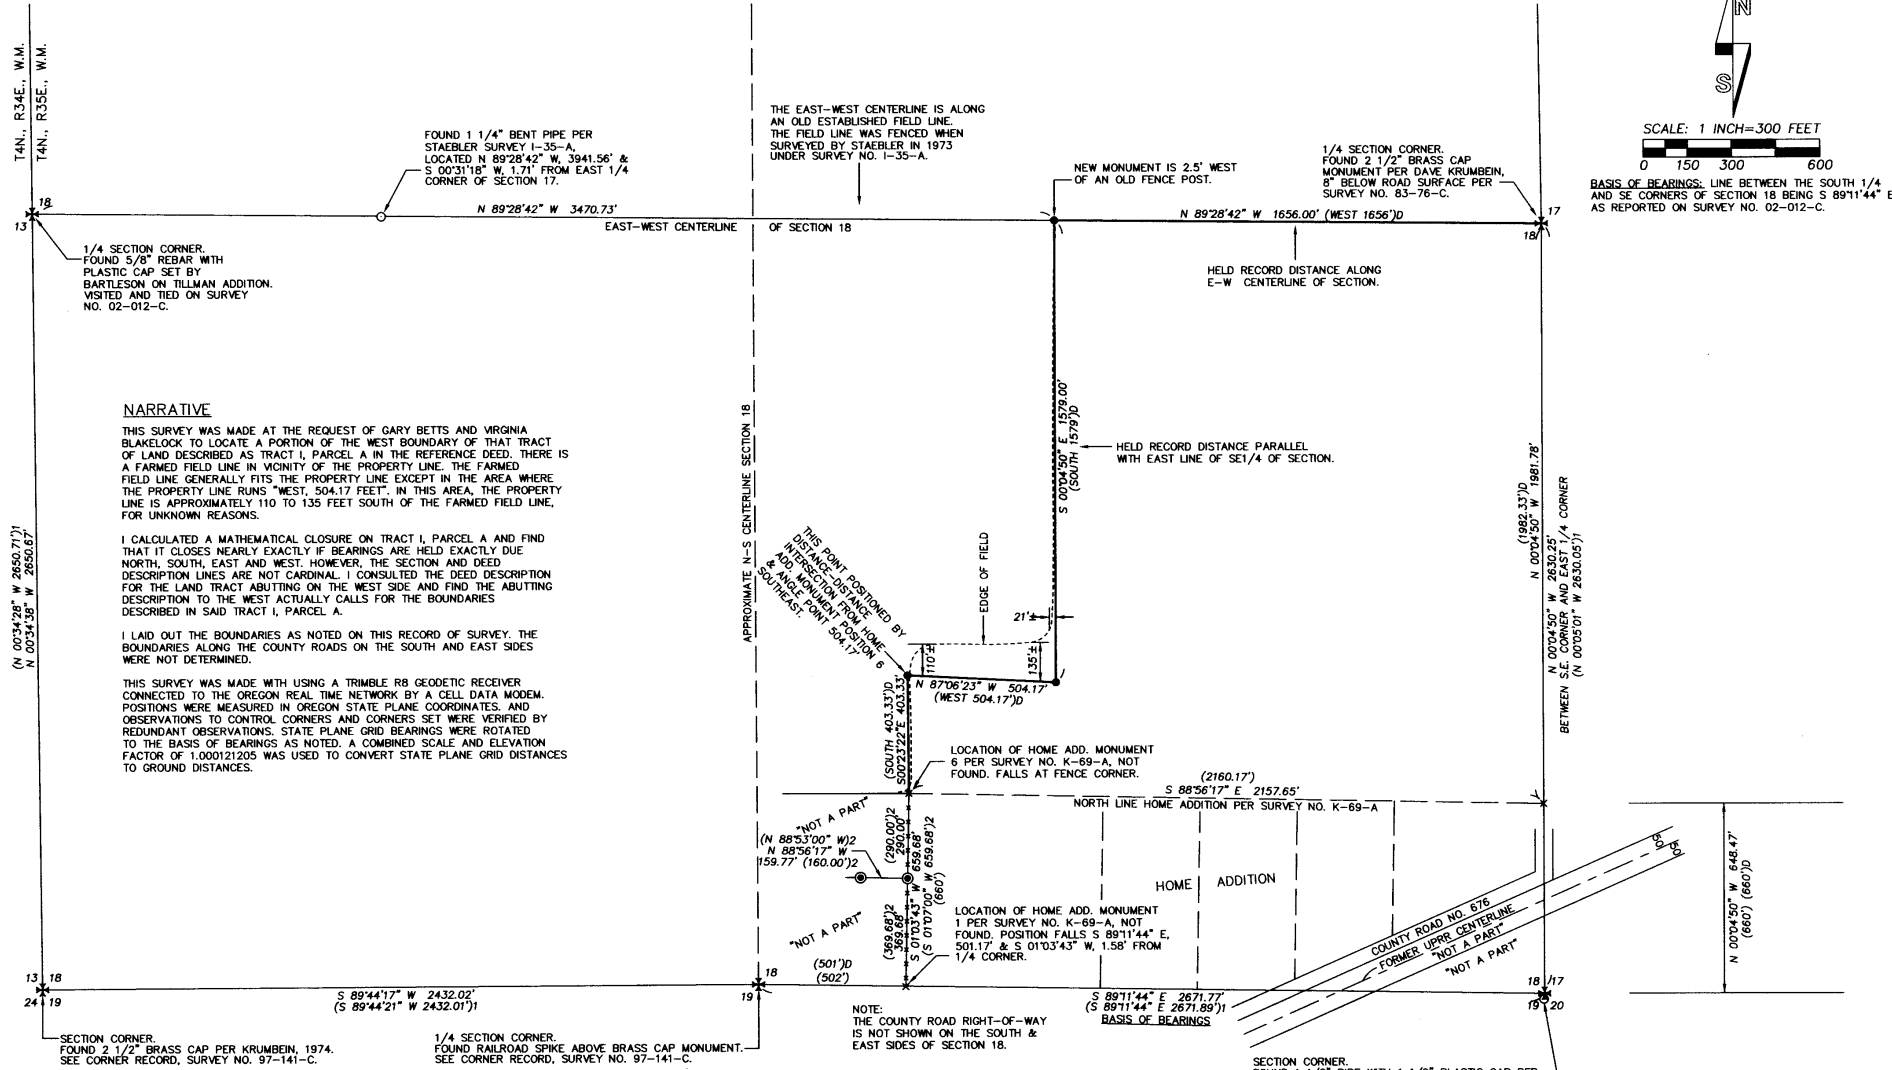 T4N., R34E., W.M.
T4N., R35E., W.M.
N
S
SCALE: 1 INCH=300 FEET
0 150 300 600
BASIS OF BEARINGS: LINE BETWEEN THE SOUTH 1/4
AND SE CORNERS OF SECTION 18 BEING S 89°11'44" E
AS REPORTED ON SURVEY NO. 02-012-C.
FOUND 1 1/4" BENT PIPE PER
STAEBLER SURVEY I-35-A,
LOCATED N 89°28'42" W, 3941.56' &
S 00°31'18" W, 1.71' FROM EAST 1/4
CORNER OF SECTION 17.
THE EAST-WEST CENTERLINE IS ALONG
AN OLD ESTABLISHED FIELD LINE.
THE FIELD LINE WAS FENCED WHEN
SURVEYED BY STAEBLER IN 1973
UNDER SURVEY NO. I-35-A.
NEW MONUMENT IS 2.5' WEST
OF AN OLD FENCE POST.
1/4 SECTION CORNER.
FOUND 2 1/2" BRASS CAP
MONUMENT PER DAVE KRUMBEIN,
8" BELOW ROAD SURFACE PER
SURVEY NO. 83-76-C.
18
13
N 89°28'42" W 3470.73'
EAST-WEST CENTERLINE OF SECTION 18
N 89°28'42" W 1656.00' (WEST 1656')D
17
18
1/4 SECTION CORNER.
FOUND 5/8" REBAR WITH
PLASTIC CAP SET BY
BARTLESON ON TILLMAN ADDITION.
VISITED AND TIED ON SURVEY
NO. 02-012-C.
HELD RECORD DISTANCE ALONG
E-W CENTERLINE OF SECTION.
NARRATIVE
THIS SURVEY WAS MADE AT THE REQUEST OF GARY BETTS AND VIRGINIA
BLAKELOCK TO LOCATE A PORTION OF THE WEST BOUNDARY OF THAT TRACT
OF LAND DESCRIBED AS TRACT I, PARCEL A IN THE REFERENCE DEED. THERE IS
A FARMED FIELD LINE IN VICINITY OF THE PROPERTY LINE. THE FARMED
FIELD LINE GENERALLY FITS THE PROPERTY LINE EXCEPT IN THE AREA WHERE
THE PROPERTY LINE RUNS "WEST, 504.17 FEET". IN THIS AREA, THE PROPERTY
LINE IS APPROXIMATELY 110 TO 135 FEET SOUTH OF THE FARMED FIELD LINE,
FOR UNKNOWN REASONS.
I CALCULATED A MATHEMATICAL CLOSURE ON TRACT I, PARCEL A AND FIND
THAT IT CLOSES NEARLY EXACTLY IF BEARINGS ARE HELD EXACTLY DUE
NORTH, SOUTH, EAST AND WEST. HOWEVER, THE SECTION AND DEED
DESCRIPTION LINES ARE NOT CARDINAL. I CONSULTED THE DEED DESCRIPTION
FOR THE LAND TRACT ABUTTING ON THE WEST SIDE AND FIND THE ABUTTING
DESCRIPTION TO THE WEST ACTUALLY CALLS FOR THE BOUNDARIES
DESCRIBED IN SAID TRACT I, PARCEL A.
I LAID OUT THE BOUNDARIES AS NOTED ON THIS RECORD OF SURVEY. THE
BOUNDARIES ALONG THE COUNTY ROADS ON THE SOUTH AND EAST SIDES
WERE NOT DETERMINED.
THIS SURVEY WAS MADE WITH USING A TRIMBLE R8 GEODETIC RECEIVER
CONNECTED TO THE OREGON REAL TIME NETWORK BY A CELL DATA MODEM.
POSITIONS WERE MEASURED IN OREGON STATE PLANE COORDINATES. AND
OBSERVATIONS TO CONTROL CORNERS AND CORNERS SET WERE VERIFIED BY
REDUNDANT OBSERVATIONS. STATE PLANE GRID BEARINGS WERE ROTATED
TO THE BASIS OF BEARINGS AS NOTED. A COMBINED SCALE AND ELEVATION
FACTOR OF 1.000121205 WAS USED TO CONVERT STATE PLANE GRID DISTANCES
TO GROUND DISTANCES.
(N 00°34'28" W 2650.71')1
N 00°34'38" W 2650.67'
APPROXIMATE N-S CENTERLINE SECTION 18
S 00°04'50" E 1579.00'
(SOUTH 1579')D
HELD RECORD DISTANCE PARALLEL
WITH EAST LINE OF SE1/4 OF SECTION.
(1982.33')D
N 00°04'50" W 1981.78'
N 00°04'50" W 2630.25'
(N 00°05'01" W 2630.05')1
BETWEEN S.E. CORNER AND EAST 1/4 CORNER
THIS POINT POSITIONED BY
DISTANCE-DISTANCE
INTERSECTION FROM HOME
ADD. MONUMENT POSITION 6
& ANGLE POINT 504.17'
SOUTHEAST.
EDGE OF FIELD
21'±
110'±
135'±
N 87°06'23" W 504.17'
(WEST 504.17')D
(SOUTH 403.33')D
S00°23'22"E 403.33'
LOCATION OF HOME ADD. MONUMENT
6 PER SURVEY NO. K-69-A, NOT
FOUND. FALLS AT FENCE CORNER.
(2160.17')
S 88°56'17" E 2157.65'
NORTH LINE HOME ADDITION PER SURVEY NO. K-69-A
"NOT A PART"
(N 88°53'00" W)2
N 88°56'17" W
159.77' (160.00')2
(290.00')2
290.00'
S 01°03'43" W 659.68'
(S 01°07'00" W 659.68')2
(660')
(369.68')2
369.68'
"NOT A PART"
HOME ADDITION
LOCATION OF HOME ADD. MONUMENT
1 PER SURVEY NO. K-69-A, NOT
FOUND. POSITION FALLS S 89°11'44" E,
501.17' & S 01°03'43" W, 1.58' FROM
1/4 CORNER.
50
50
COUNTY ROAD NO. 676
FORMER UPRR CENTERLINE
"NOT A PART"
"NOT A PART"
N 00°04'50" W 648.47'
(660') (660')D
13 18
24 19
S 89°44'17" W 2432.02'
(S 89°44'21" W 2432.01')1
18
19
(501')D
(502')
S 89°11'44" E 2671.77'
(S 89°11'44" E 2671.89')1
BASIS OF BEARINGS
18 17
19 20
NOTE:
THE COUNTY ROAD RIGHT-OF-WAY
IS NOT SHOWN ON THE SOUTH &
EAST SIDES OF SECTION 18.
SECTION CORNER.
FOUND 2 1/2" BRASS CAP PER KRUMBEIN, 1974.
SEE CORNER RECORD, SURVEY NO. 97-141-C.
1/4 SECTION CORNER.
FOUND RAILROAD SPIKE ABOVE BRASS CAP MONUMENT.
SEE CORNER RECORD, SURVEY NO. 97-141-C.
SECTION CORNER.